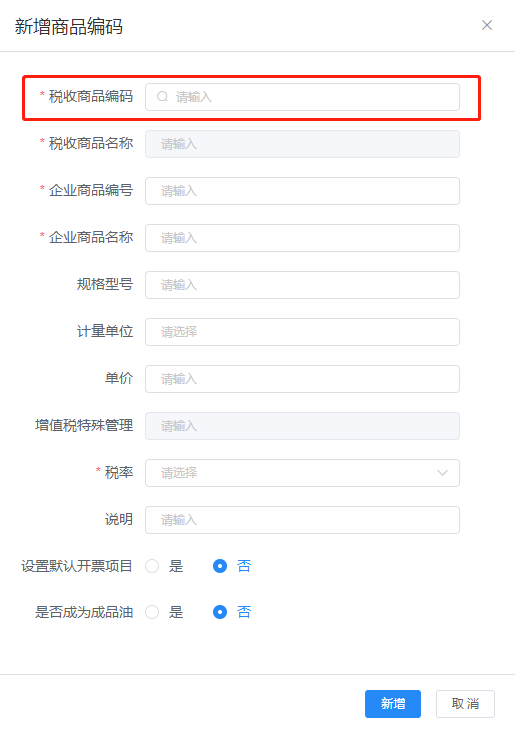 新增商品编码
* 税收商品编码 请输入
* 税收商品名称 请输入
* 企业商品编号 请输入
* 企业商品名称 请输入
规格型号 请输入
计量单位 请选择
单价 请输入
增值税特殊管理 请输入
* 税率 请选择
说明 请输入
设置默认开票项目 是 否
是否成为成品油 是 否
新增 取消